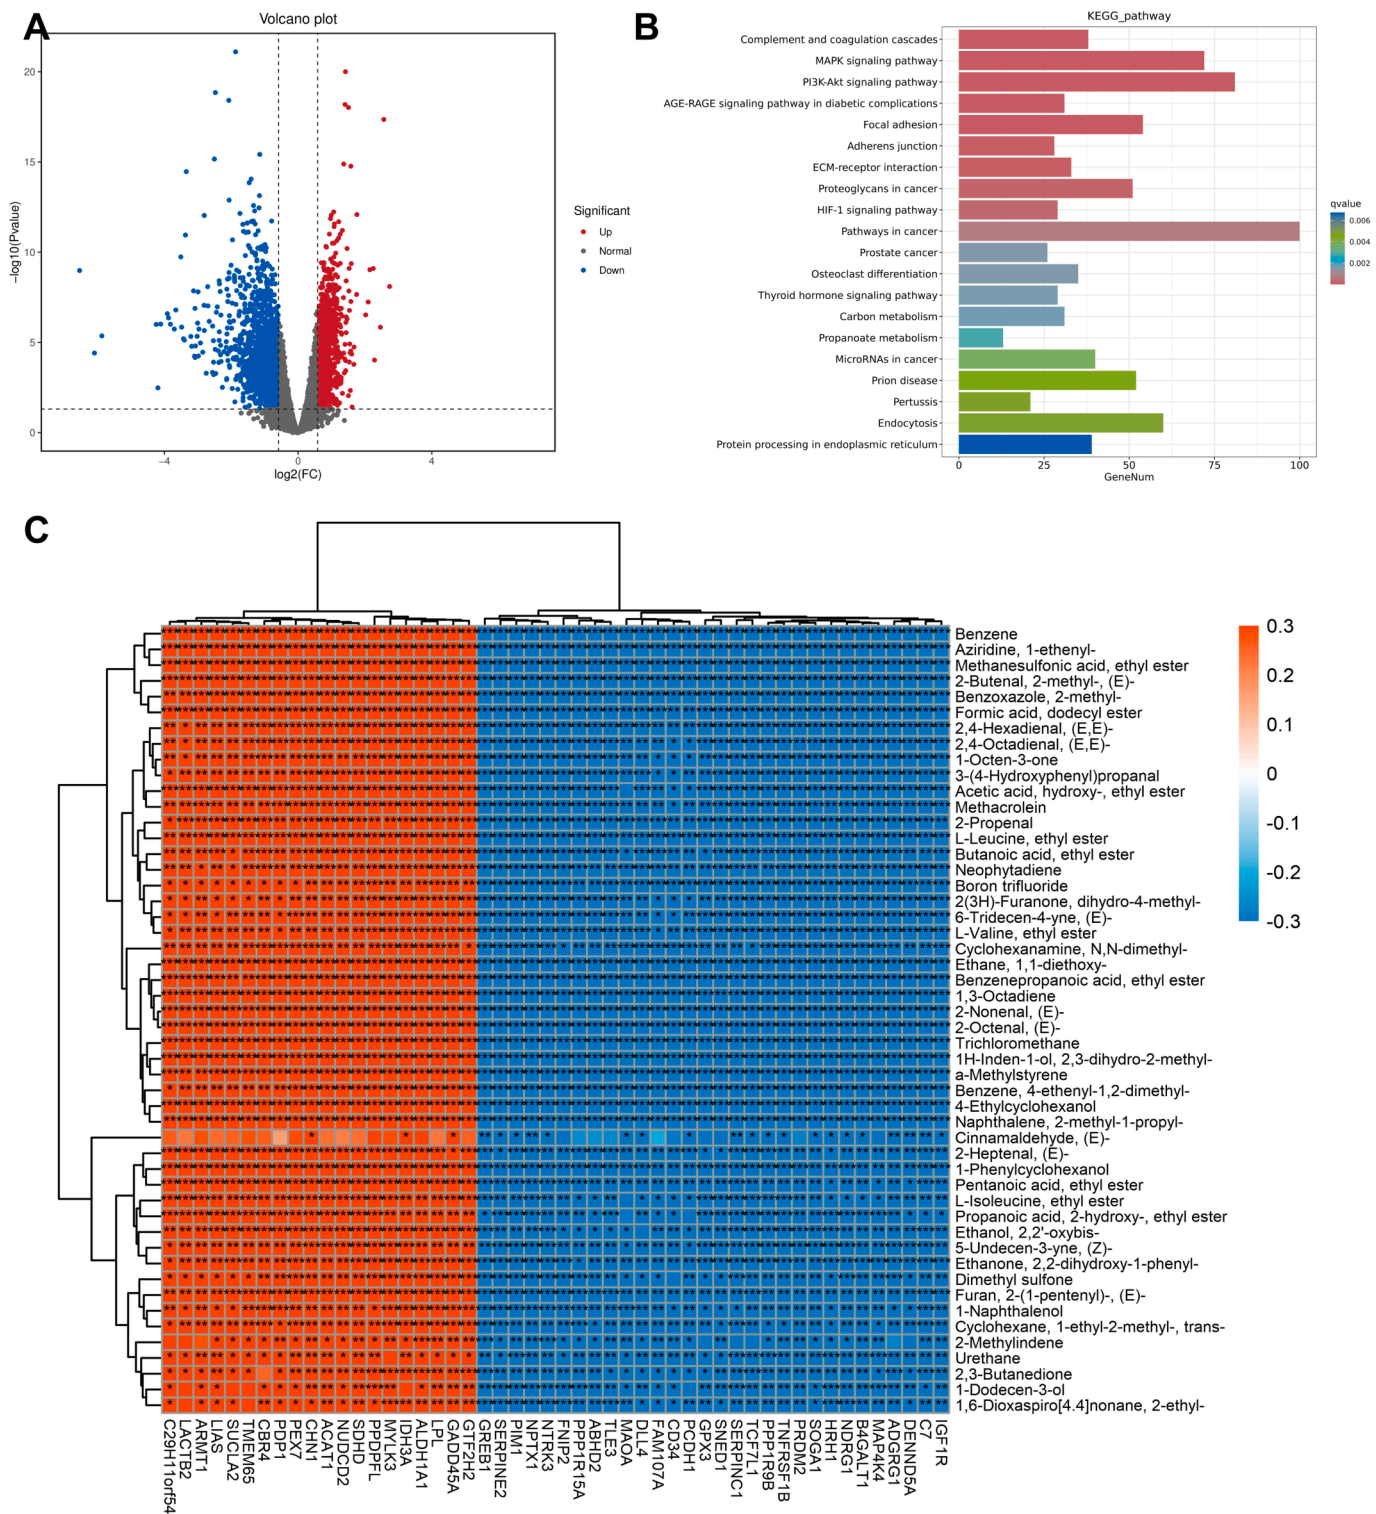 A
Volcano plot
−log10(Pvalue)
20
15
10
5
0
−4
0
4
log2(FC)
Significant
Up
Normal
Down
B
KEGG_pathway
Complement and coagulation cascades
MAPK signaling pathway
PI3K-Akt signaling pathway
AGE-RAGE signaling pathway in diabetic complications
Focal adhesion
Adherens junction
ECM-receptor interaction
Proteoglycans in cancer
HIF-1 signaling pathway
Pathways in cancer
Prostate cancer
Osteoclast differentiation
Thyroid hormone signaling pathway
Carbon metabolism
Propanoate metabolism
MicroRNAs in cancer
Prion disease
Pertussis
Endocytosis
Protein processing in endoplasmic reticulum
0
25
50
75
100
GeneNum
qvalue
0.006
0.004
0.002
C
Benzene
Aziridine, 1-ethenyl-
Methanesulfonic acid, ethyl ester
2-Butenal, 2-methyl-, (E)-
Benzoxazole, 2-methyl-
Formic acid, dodecyl ester
2,4-Hexadienal, (E,E)-
2,4-Octadienal, (E,E)-
1-Octen-3-one
3-(4-Hydroxyphenyl)propanal
Acetic acid, hydroxy-, ethyl ester
Methacrolein
2-Propenal
L-Leucine, ethyl ester
Butanoic acid, ethyl ester
Neophytadiene
Boron trifluoride
2(3H)-Furanone, dihydro-4-methyl-
6-Tridecen-4-yne, (E)-
L-Valine, ethyl ester
Cyclohexanamine, N,N-dimethyl-
Ethane, 1,1-diethoxy-
Benzenepropanoic acid, ethyl ester
1,3-Octadiene
2-Nonenal, (E)-
2-Octenal, (E)-
Trichloromethane
1H-Inden-1-ol, 2,3-dihydro-2-methyl-
a-Methylstyrene
Benzene, 4-ethenyl-1,2-dimethyl-
4-Ethylcyclohexanol
Naphthalene, 2-methyl-1-propyl-
Cinnamaldehyde, (E)-
2-Heptenal, (E)-
1-Phenylcyclohexanol
Pentanoic acid, ethyl ester
L-Isoleucine, ethyl ester
Propanoic acid, 2-hydroxy-, ethyl ester
Ethanol, 2,2'-oxybis-
5-Undecen-3-yne, (Z)-
Ethanone, 2,2-dihydroxy-1-phenyl-
Dimethyl sulfone
Furan, 2-(1-pentenyl)-, (E)-
1-Naphthalenol
Cyclohexane, 1-ethyl-2-methyl-, trans-
2-Methylindene
Urethane
2,3-Butanedione
1-Dodecen-3-ol
1,6-Dioxaspiro[4.4]nonane, 2-ethyl-
0.3
0.2
0.1
0
-0.1
-0.2
-0.3
C29H11orf54
LACTB2
ARMT1
LIAS
SUCLA2
TMEM65
CBR4
PDP1
PEX7
CHN1
ACAT1
NUDCD2
SDHD
PPDPFL
MYLK3
IDH3A
ALDH1A1
LPL
GADD45A
GTF2H2
GREB1
SERPINE2
PIM1
NPTX1
NTRK3
FNIP2
PPP1R15A
ABHD2
TLE3
MAOA
DLL4
FAM107A
CD34
PCDH1
GPX3
SNED1
SERPINC1
TCF7L1
PPP1R9B
TNFRSF1B
PRDM2
SOGA1
HRH1
NDRG1
B4GALT1
MAP4K4
ADGRG1
DENND5A
C7
IGF1R